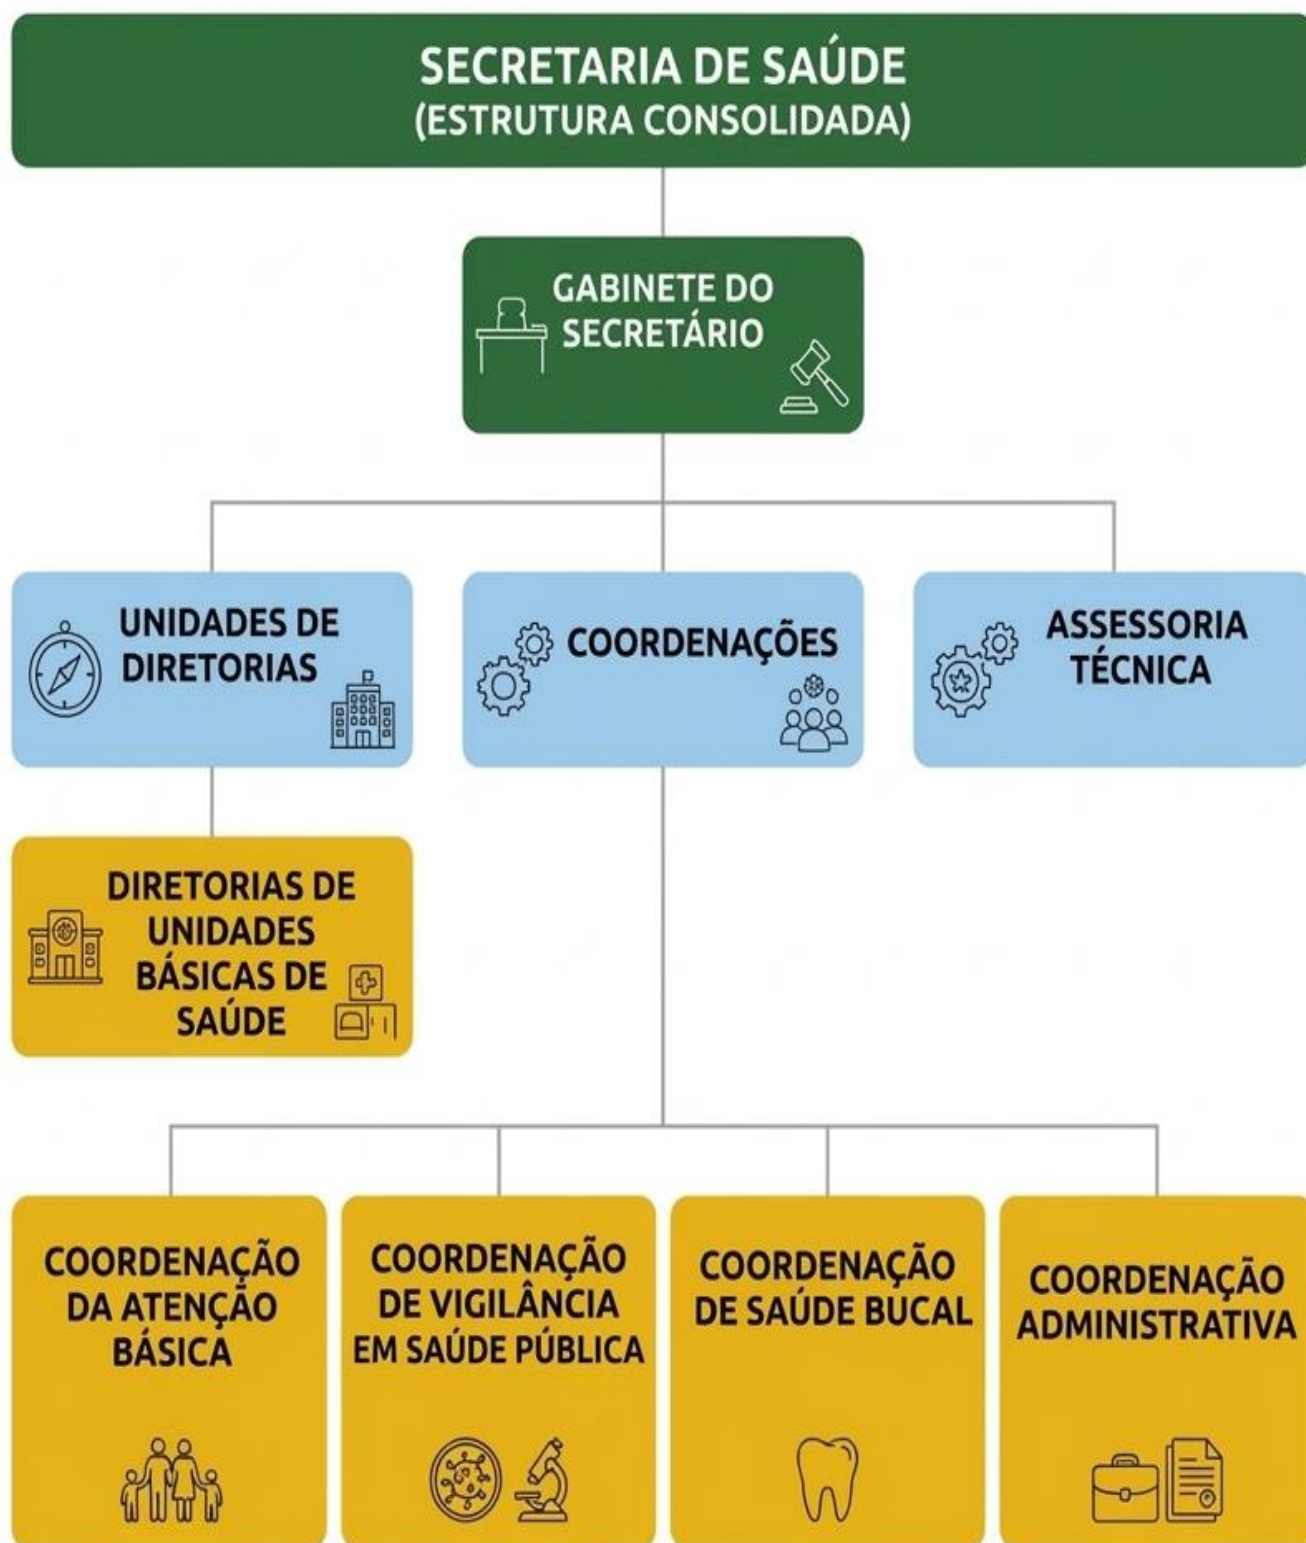 SECRETARIA DE SAÚDE
(ESTRUTURA CONSOLIDADA)
GABINETE DO
SECRETÁRIO
UNIDADES DE
DIRETORIAS
COORDENAÇÕES
ASSESSORIA
TÉCNICA
DIRETORIAS DE
UNIDADES
BÁSICAS DE
SAÚDE
COORDENAÇÃO
DA ATENÇÃO
BÁSICA
COORDENAÇÃO
DE VIGILÂNCIA
EM SAÚDE PÚBLICA
COORDENAÇÃO
DE SAÚDE BUCAL
COORDENAÇÃO
ADMINISTRATIVA